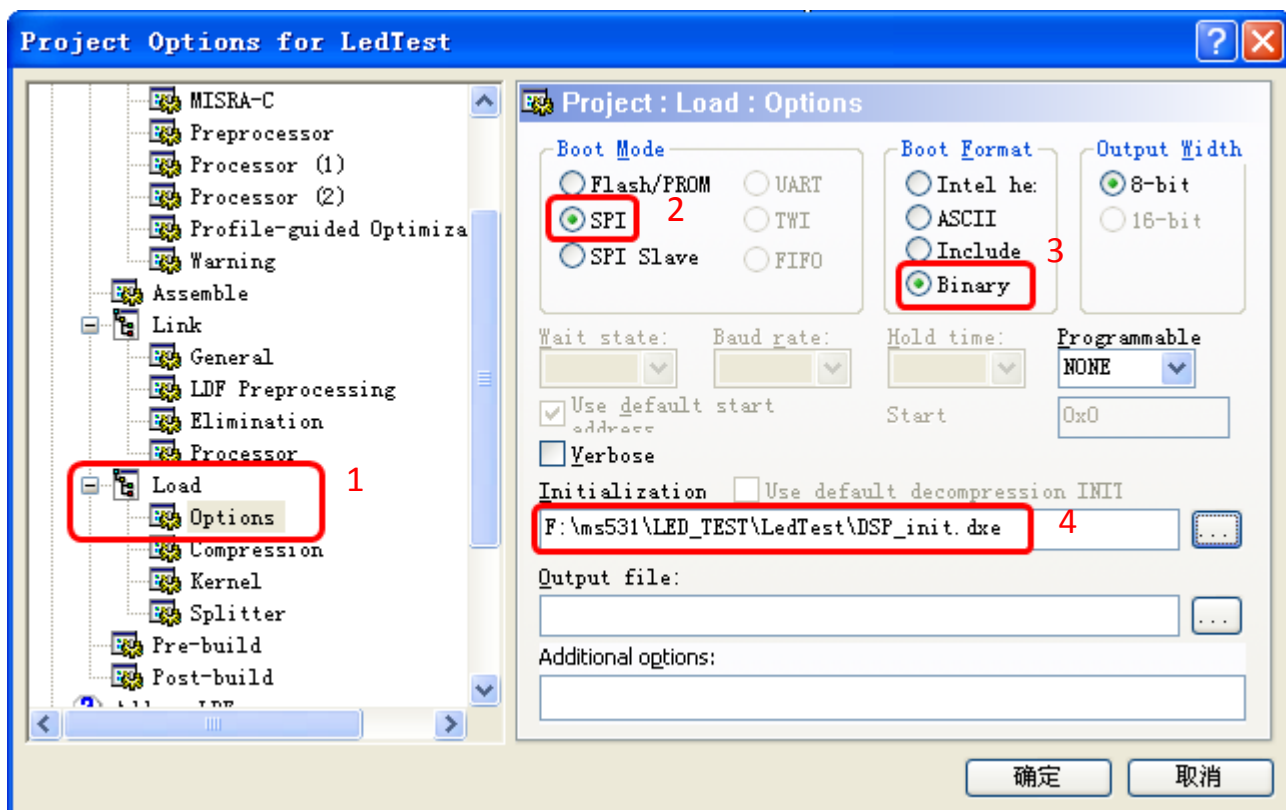 Project Options for LedTest
MISRA-C
Preprocessor
Processor (1)
Processor (2)
Profile-guided Optimiza
Warning
Assemble
Link
General
LDF Preprocessing
Elimination
Processor
Load
1
Options
Compression
Kernel
Splitter
Pre-build
Post-build
Project : Load : Options
Boot Mode
Flash/PROM
UART
SPI
2
TWI
SPI Slave
FIFO
Boot Format
Intel he:
ASCII
Include
3
Binary
Output Width
8-bit
16-bit
Wait state:
Baud rate:
Hold time:
Programmable
NONE
Use default start
address
Start
0x0
Verbose
Initialization
Use default decompression INIT
F:\ms531\LED_TEST\LedTest\DSP_init.dxe
4
...
Output file:
...
Additional options:
确定
取消